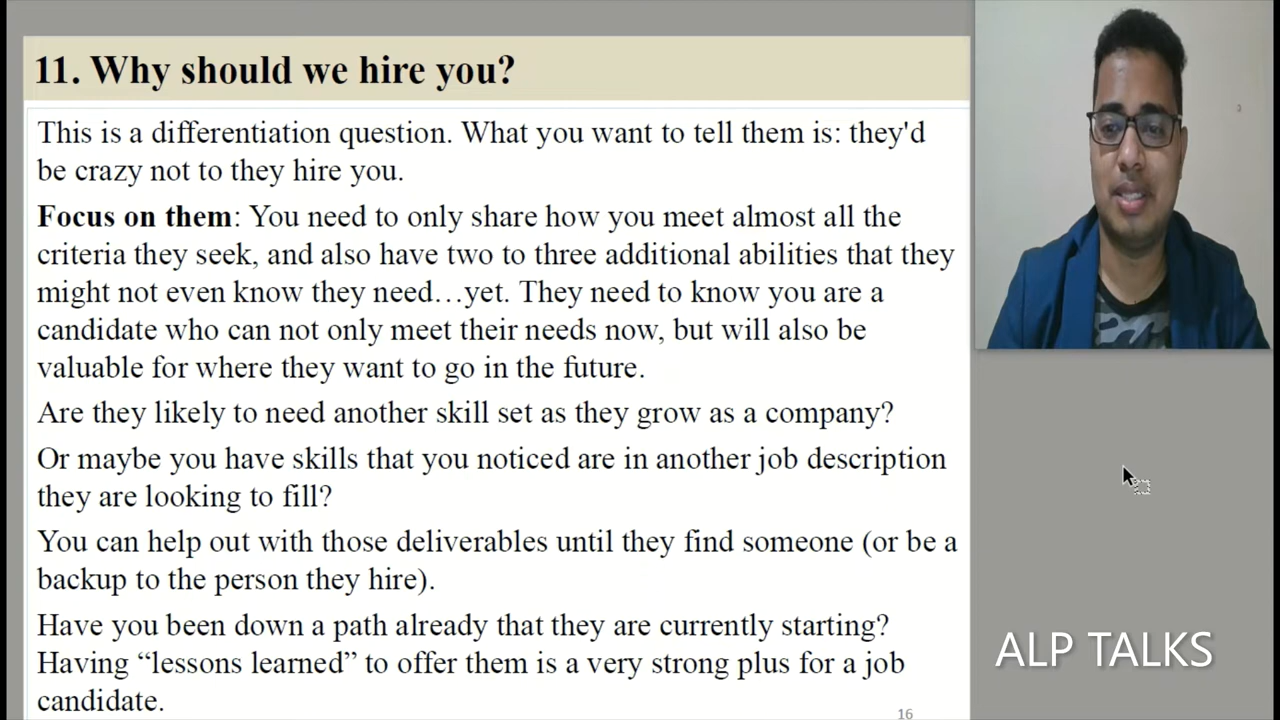 11. Why should we hire you?
This is a differentiation question. What you want to tell them is: they'd
be crazy not to they hire you.
Focus on them: You need to only share how you meet almost all the
criteria they seek, and also have two to three additional abilities that they
might not even know they need…yet. They need to know you are a
candidate who can not only meet their needs now, but will also be
valuable for where they want to go in the future.
Are they likely to need another skill set as they grow as a company?
Or maybe you have skills that you noticed are in another job description
they are looking to fill?
You can help out with those deliverables until they find someone (or be a
backup to the person they hire).
Have you been down a path already that they are currently starting?
Having “lessons learned” to offer them is a very strong plus for a job
candidate.
16
ALP TALKS